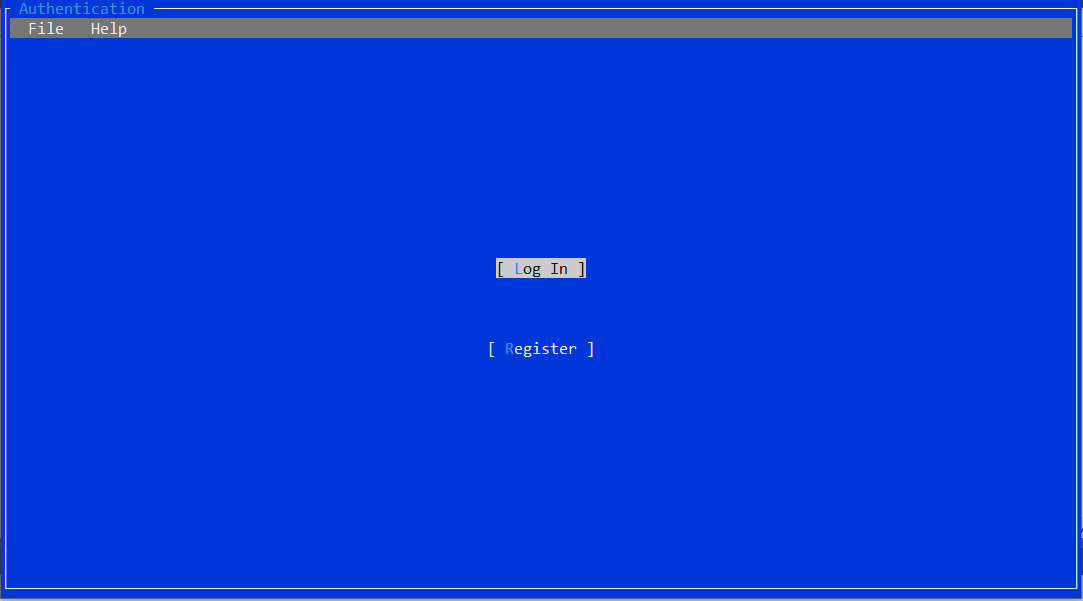 Authentication
File Help
[ Log In ]
[ Register ]